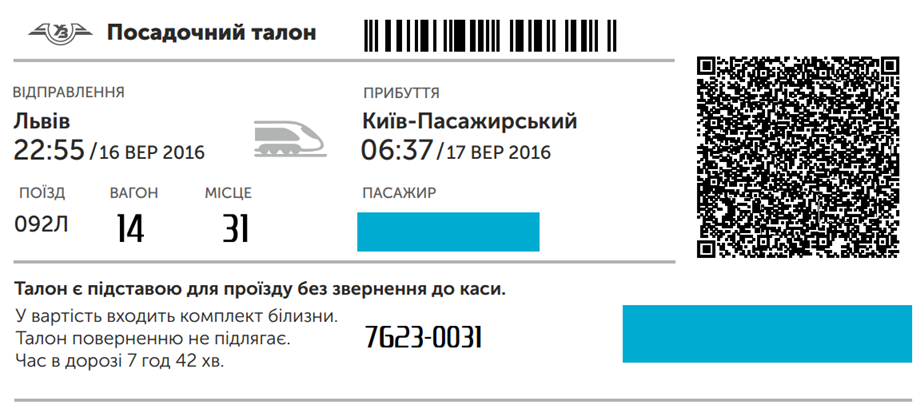 УЗ Посадочний талон
ВІДПРАВЛЕННЯ
Львів
22:55 /16 ВЕР 2016
ПРИБУТТЯ
Київ-Пасажирський
06:37 /17 ВЕР 2016
ПОЇЗД ВАГОН МІСЦЕ ПАСАЖИР
092Л 14 31
Талон є підставою для проїзду без звернення до каси.
У вартість входить комплект білизни.
Талон поверненню не підлягає.
Час в дорозі 7 год 42 хв.
7623-0031